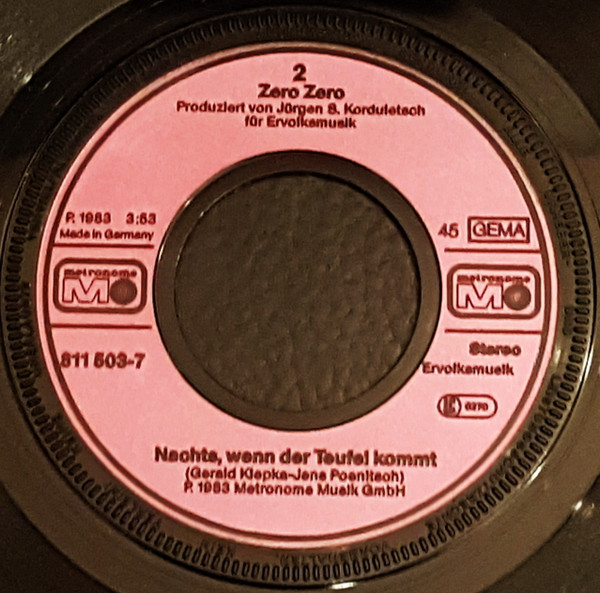 2
Zero Zero
Produziert von Jürgen S. Korduletsch
für Ervolksmusik
P. 1983 3:53
Made in Germany
45 GEMA
metronome
metronome
811 503-7
Stereo
Ervolksmusik
Nachts, wenn der Teufel kommt
(Gerald Klepka-Jens Poenitsch)
P. 1983 Metronome Musik GmbH